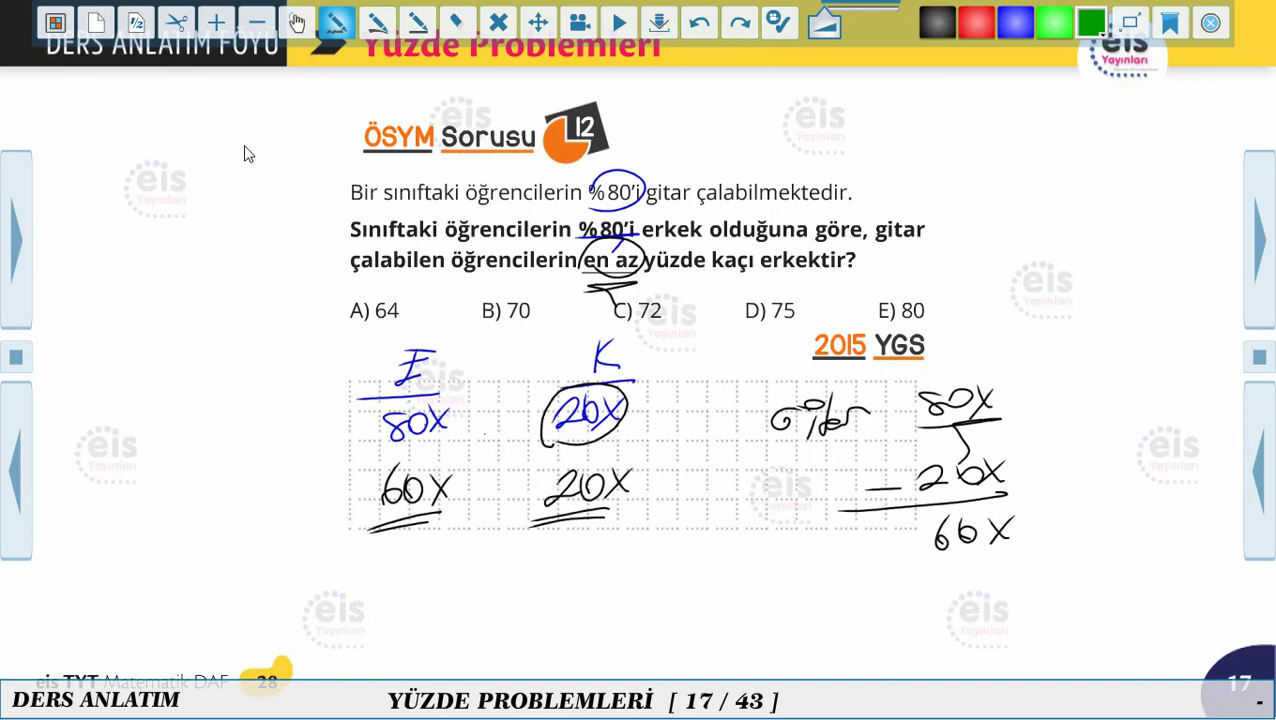 DERS ANLATIM FÖYÜ
Yüzde Problemleri
eis
Yayınları
ÖSYM Sorusu 12
Bir sınıftaki öğrencilerin %80'i gitar çalabilmektedir.
Sınıftaki öğrencilerin %80'i erkek olduğuna göre, gitar
çalabilen öğrencilerin en az yüzde kaçı erkektir?
A) 64 B) 70 C) 72 D) 75 E) 80
2015 YGS
E K
80x 20x 80x
60x 20x - 20x
60x
eis TYT Matematik DAF 28
17
DERS ANLATIM YÜZDE PROBLEMLERİ [ 17 / 43 ] -